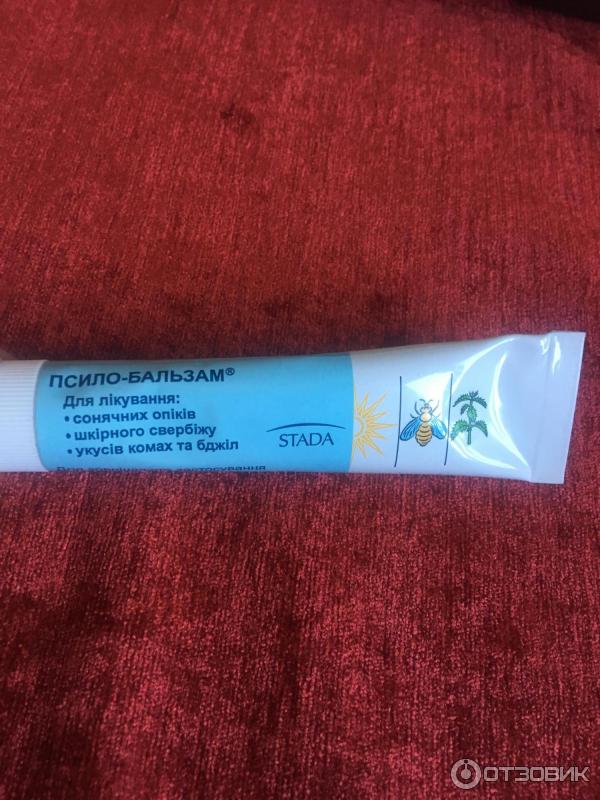 ПСИЛО-БАЛЬЗАМ®
Для лікування:
• сонячних опіків
• шкірного свербіжу
• укусів комах та бджіл
STADA
ОТЗОВИК